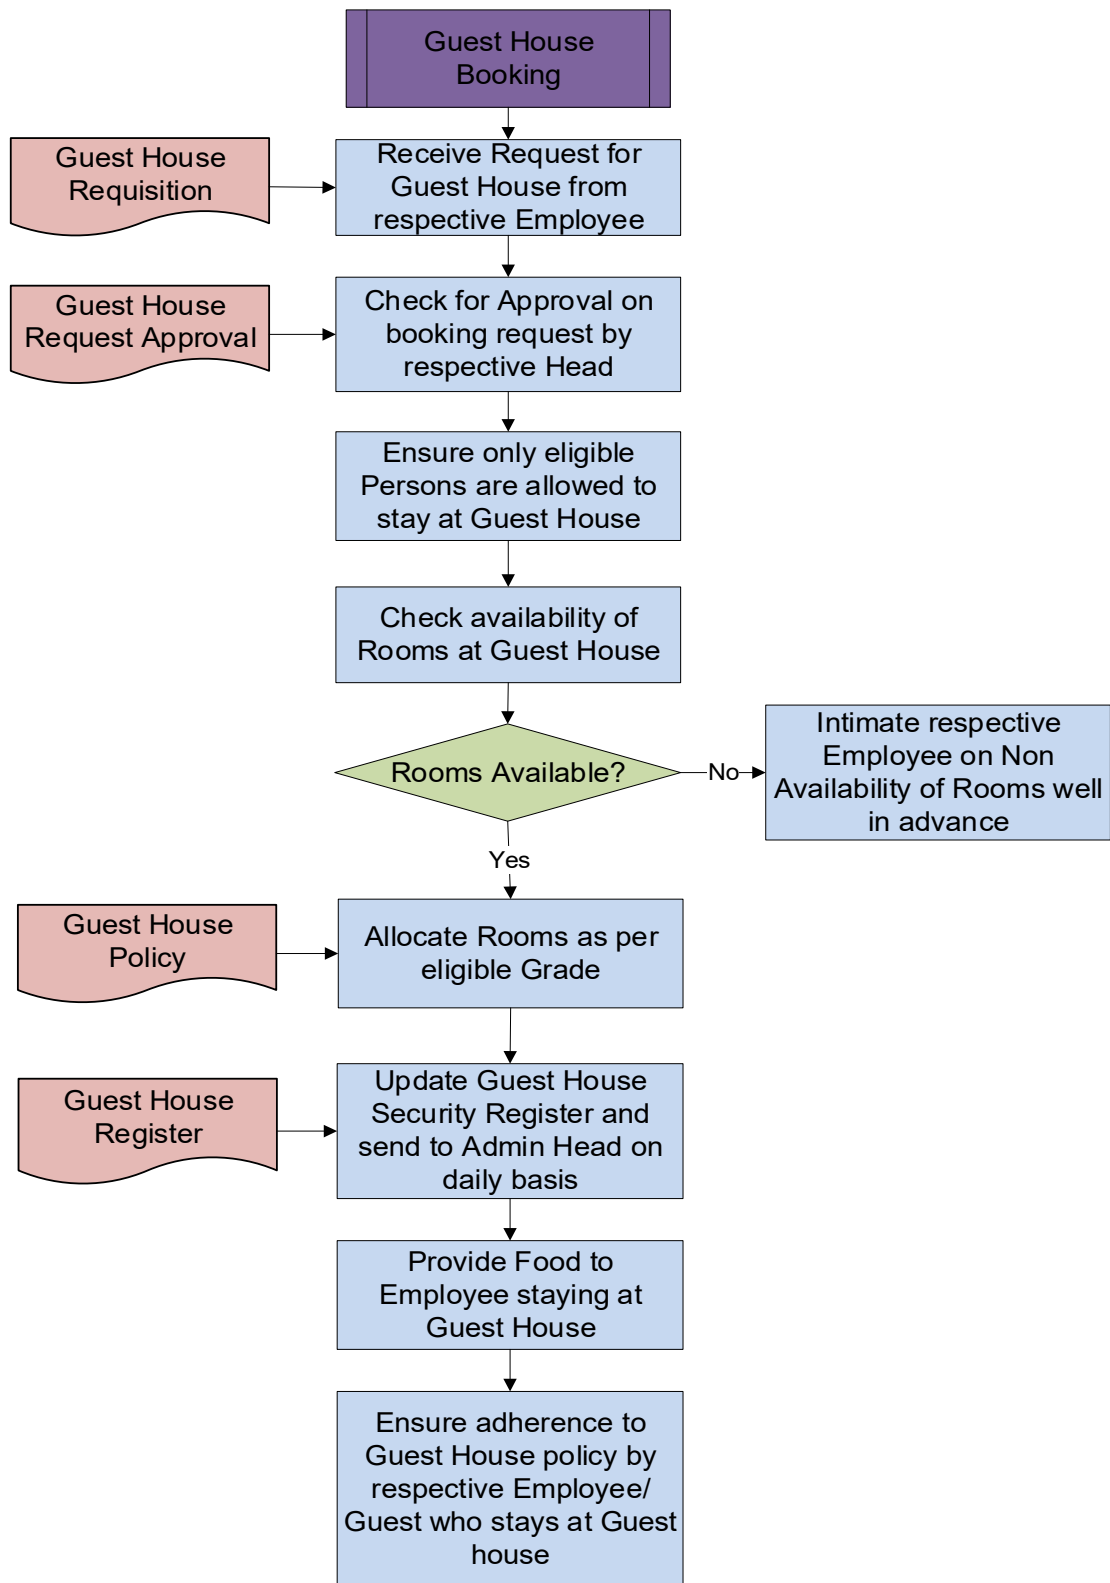 Guest House
Booking
Guest House
Requisition
Receive Request for
Guest House from
respective Employee
Guest House
Request Approval
Check for Approval on
booking request by
respective Head
Ensure only eligible
Persons are allowed to
stay at Guest House
Check availability of
Rooms at Guest House
Rooms Available?
No
Intimate respective
Employee on Non
Availability of Rooms well
in advance
Yes
Guest House
Policy
Allocate Rooms as per
eligible Grade
Guest House
Register
Update Guest House
Security Register and
send to Admin Head on
daily basis
Provide Food to
Employee staying at
Guest House
Ensure adherence to
Guest House policy by
respective Employee/
Guest who stays at Guest
house